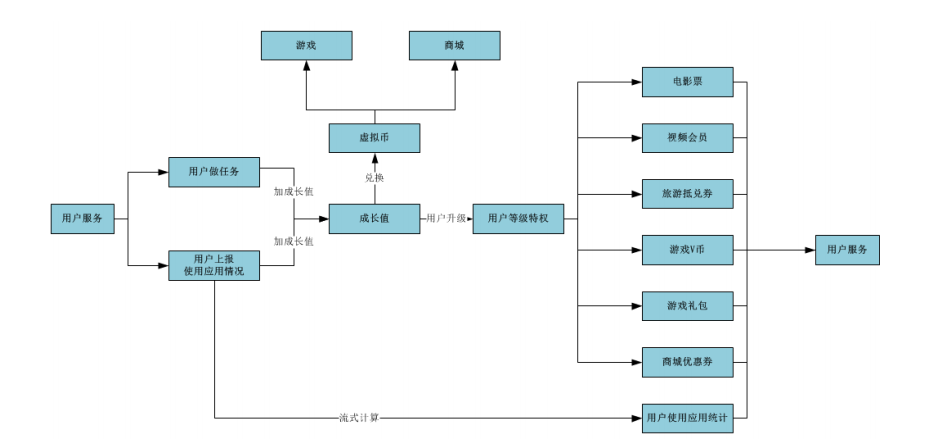 游戏
商城
电影票
虚拟币
视频会员
用户做任务
兑换
加成长值
旅游抵兑券
用户服务
成长值
用户升级
用户等级特权
加成长值
游戏V币
用户服务
用户上报
使用应用情况
游戏礼包
商城优惠券
流式计算
用户使用应用统计